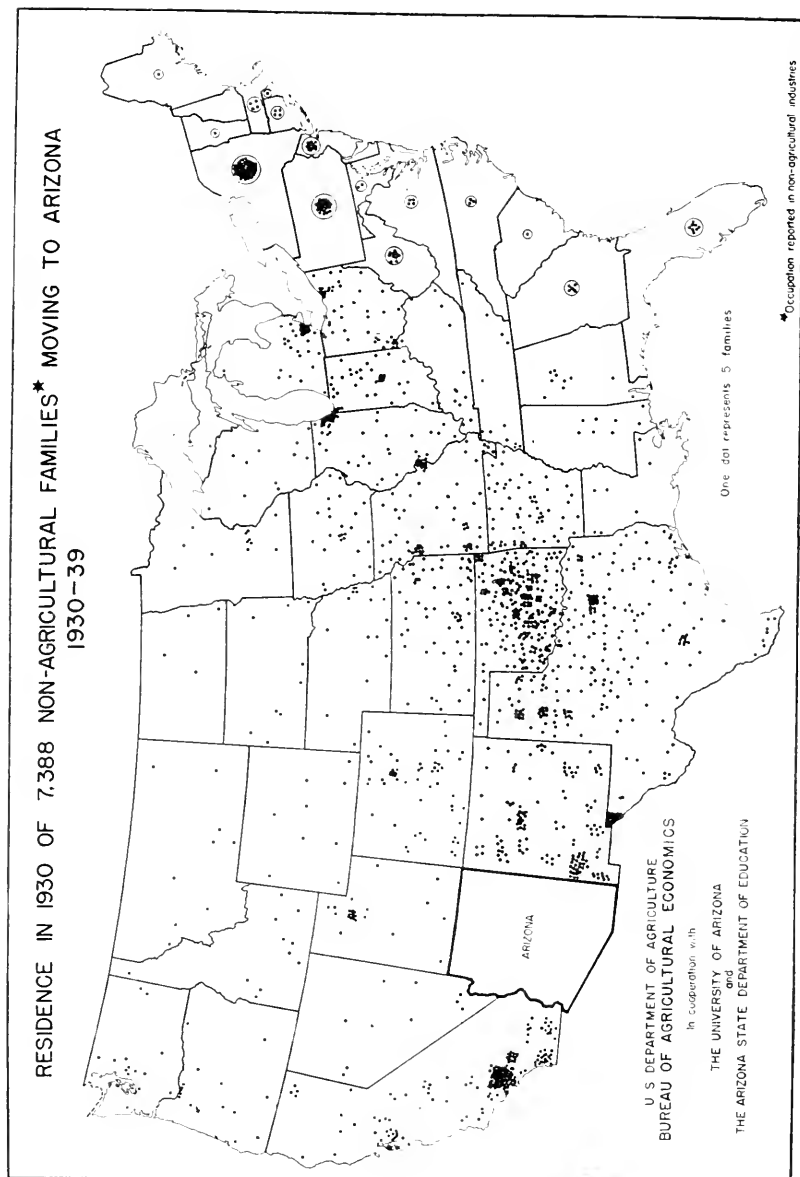 RESIDENCE IN 1930 OF 7,388 NON-AGRICULTURAL FAMILIES* MOVING TO ARIZONA
1930-39
ARIZONA
U S DEPARTMENT OF AGRICULTURE
BUREAU OF AGRICULTURAL ECONOMICS
In cooperation with
THE UNIVERSITY OF ARIZONA
and
THE ARIZONA STATE DEPARTMENT OF EDUCATION
One dot represents 5 families
*Occupation reported in non-agricultural industries